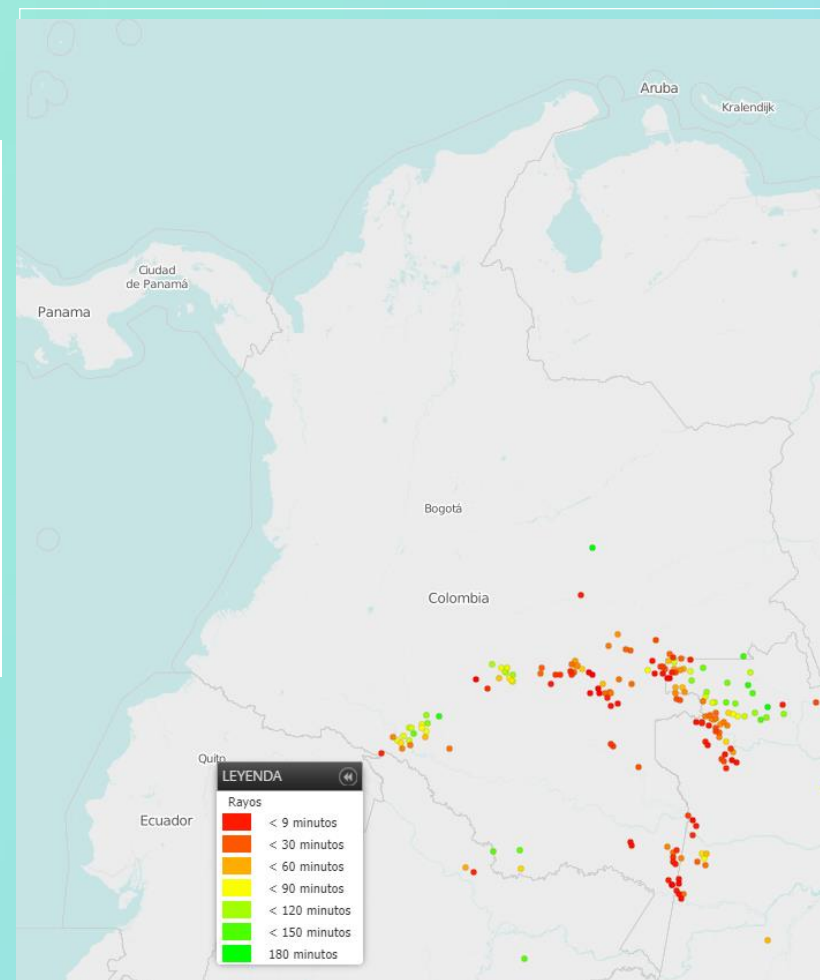 Aruba
Kralendijk
Ciudad
de Panamá
Panama
Bogotá
Colombia
Quito
Ecuador
LEYENDA
Rayos
< 9 minutos
< 30 minutos
< 60 minutos
< 90 minutos
< 120 minutos
< 150 minutos
180 minutos